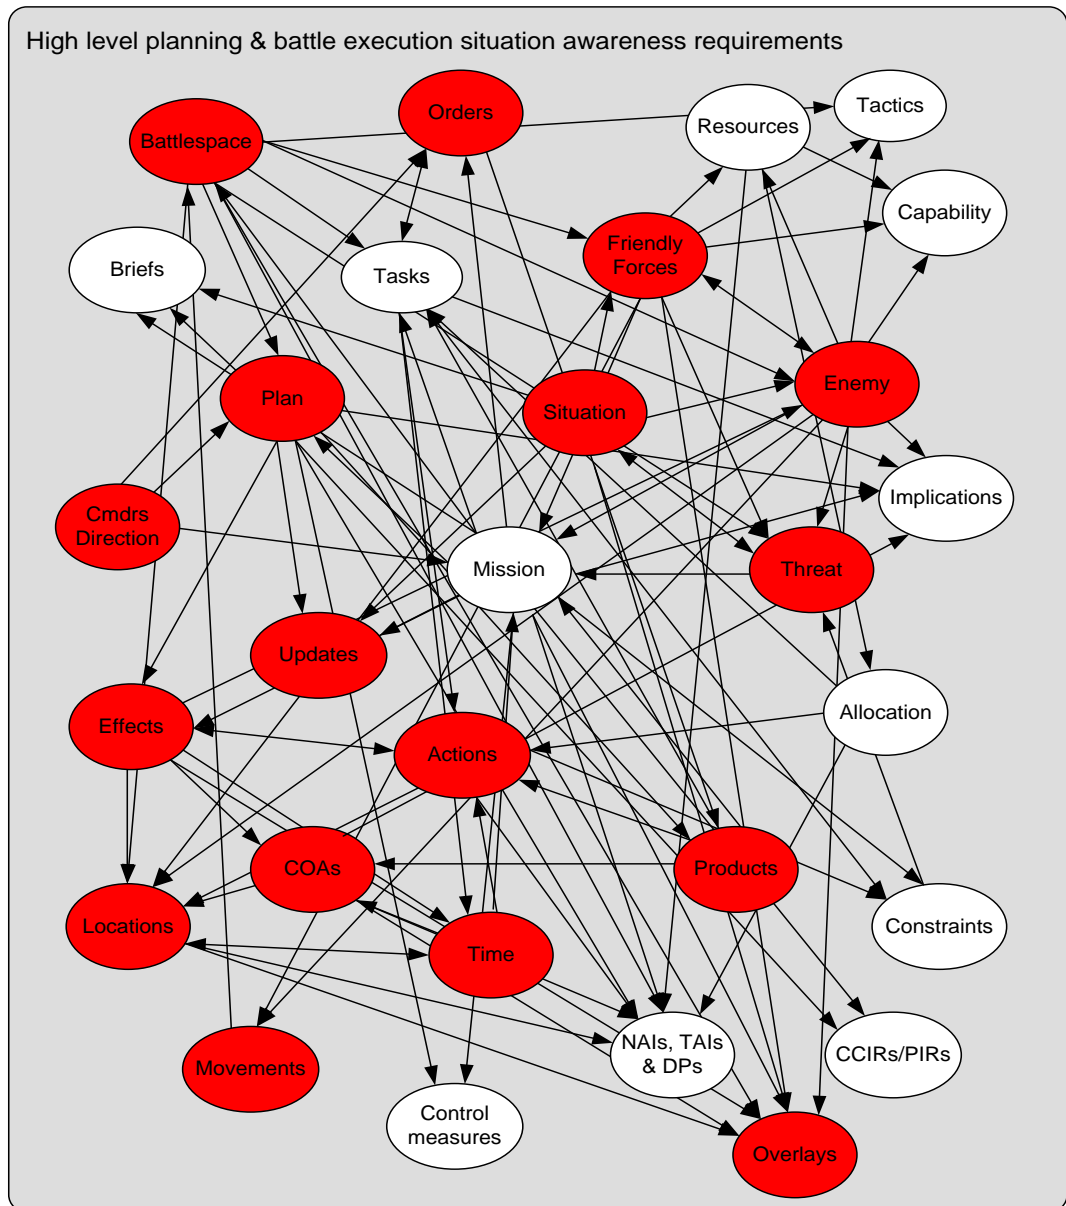 High level planning & battle execution situation awareness requirements
Orders
Tactics
Resources
Battlespace
Capability
Friendly
Forces
Briefs
Tasks
Enemy
Plan
Situation
Implications
Cmdrs
Direction
Mission
Threat
Updates
Effects
Allocation
Actions
COAs
Products
Locations
Constraints
Time
NAIs, TAIs
& DPs
CCIRs/PIRs
Movements
Control
measures
Overlays